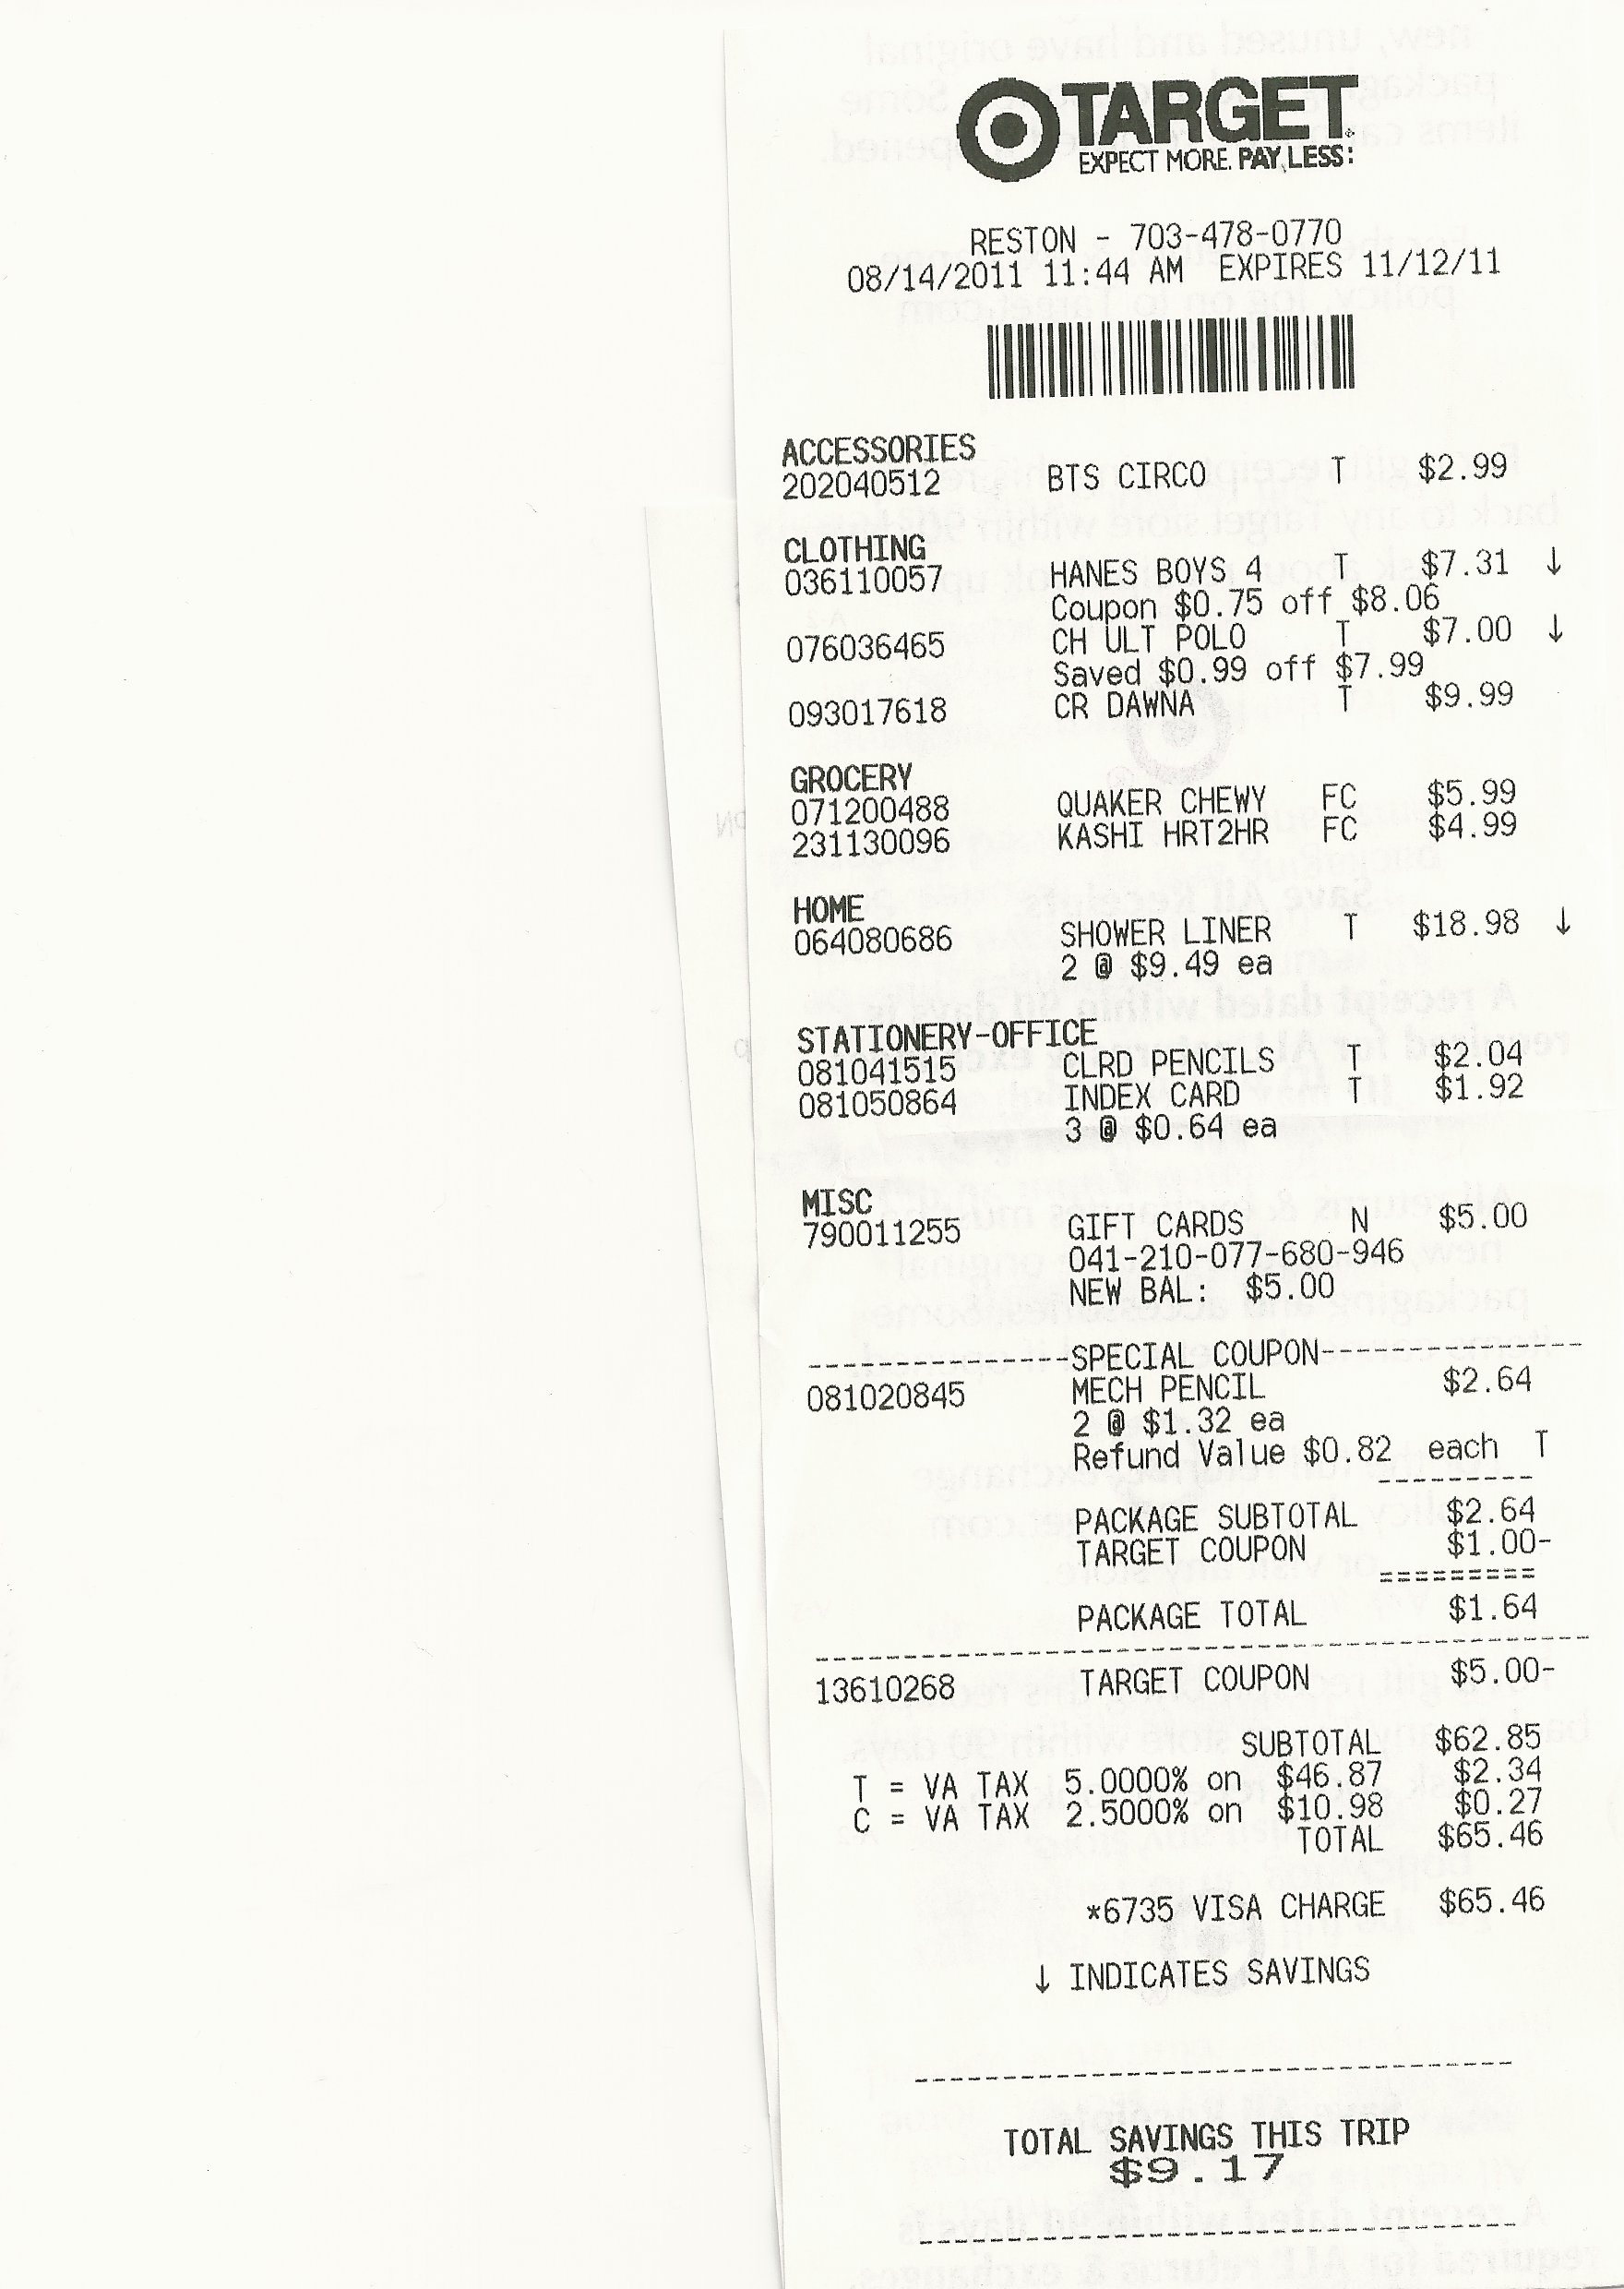 TARGET
EXPECT MORE. PAY LESS.
RESTON - 703-478-0770
08/14/2011 11:44 AM EXPIRES 11/12/11
ACCESSORIES
202040512 BTS CIRCO T $2.99
CLOTHING
036110057 HANES BOYS 4 T $7.31 ↓
Coupon $0.75 off $8.06
076036465 CH ULT POLO T $7.00 ↓
Saved $0.99 off $7.99
093017618 CR DAWNA T $9.99
GROCERY
071200488 QUAKER CHEWY FC $5.99
231130096 KASHI HRT2HR FC $4.99
HOME
064080686 SHOWER LINER T $18.98 ↓
2 @ $9.49 ea
STATIONERY-OFFICE
081041515 CLRD PENCILS T $2.04
081050864 INDEX CARD T $1.92
3 @ $0.64 ea
MISC
790011255 GIFT CARDS N $5.00
041-210-077-680-946
NEW BAL: $5.00
---------------SPECIAL COUPON---------------
081020845 MECH PENCIL $2.64
2 @ $1.32 ea
Refund Value $0.82 each T
PACKAGE SUBTOTAL $2.64
TARGET COUPON $1.00-
=========
PACKAGE TOTAL $1.64
13610268 TARGET COUPON $5.00-
SUBTOTAL $62.85
T = VA TAX 5.0000% on $46.87 $2.34
C = VA TAX 2.5000% on $10.98 $0.27
TOTAL $65.46
*6735 VISA CHARGE $65.46
↓ INDICATES SAVINGS
TOTAL SAVINGS THIS TRIP
$9.17